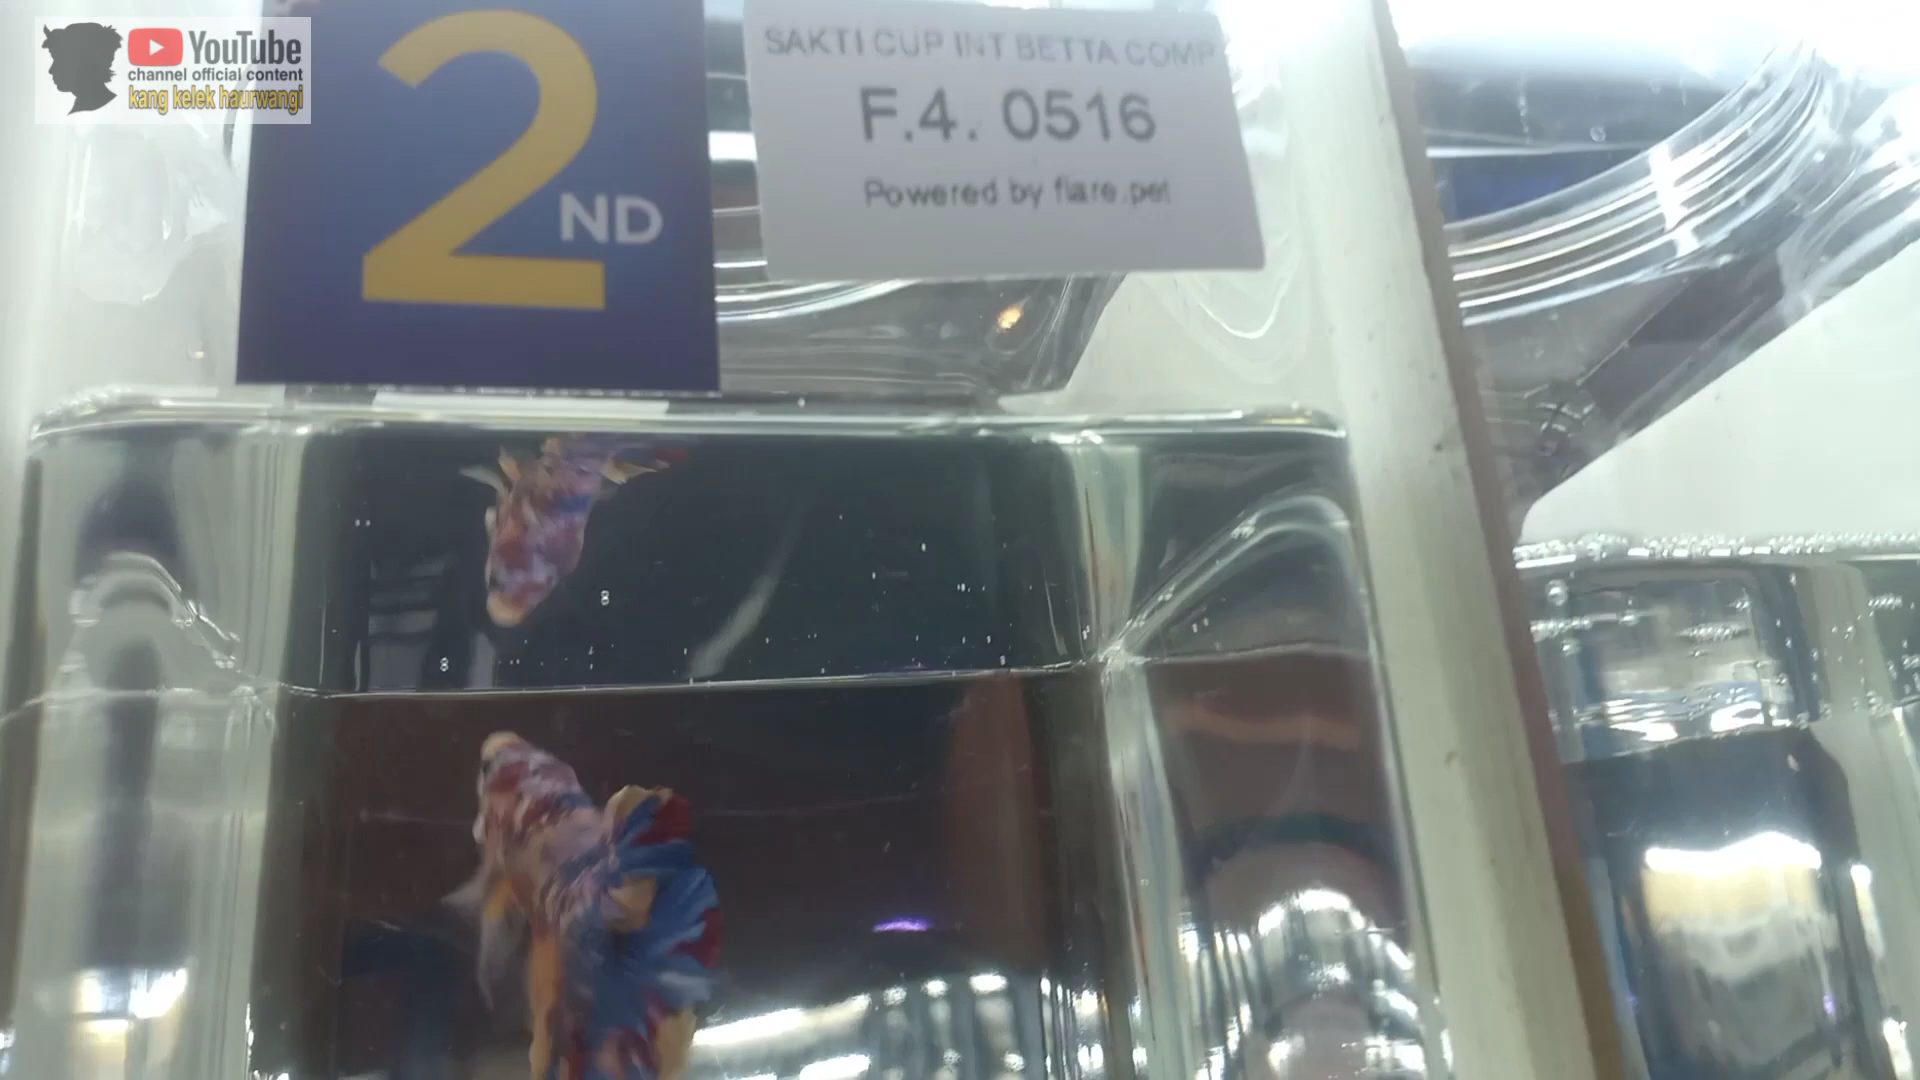 YouTube
channel official content
kang kelek haurwangi
2ND
SAKTI CUP INT BETTA COMP
F.4. 0516
Powered by flare.pet